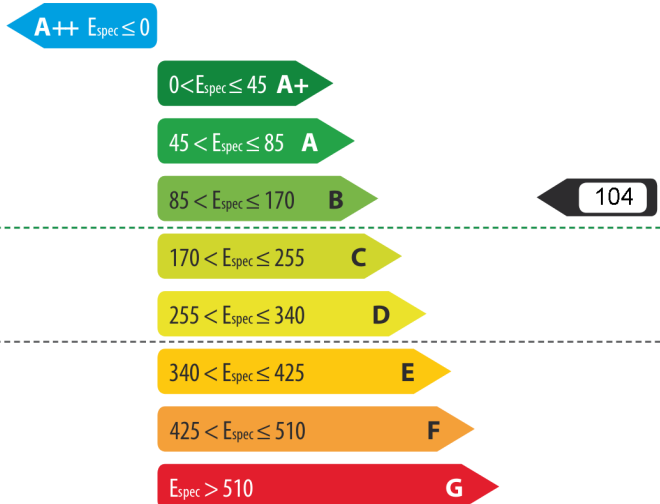 A++ Espec ≤ 0
0<Espec ≤ 45 A+
45 < Espec ≤ 85 A
85 < Espec ≤ 170 B
104
170 < Espec ≤ 255 C
255 < Espec ≤ 340 D
340 < Espec ≤ 425 E
425 < Espec ≤ 510 F
Espec > 510 G